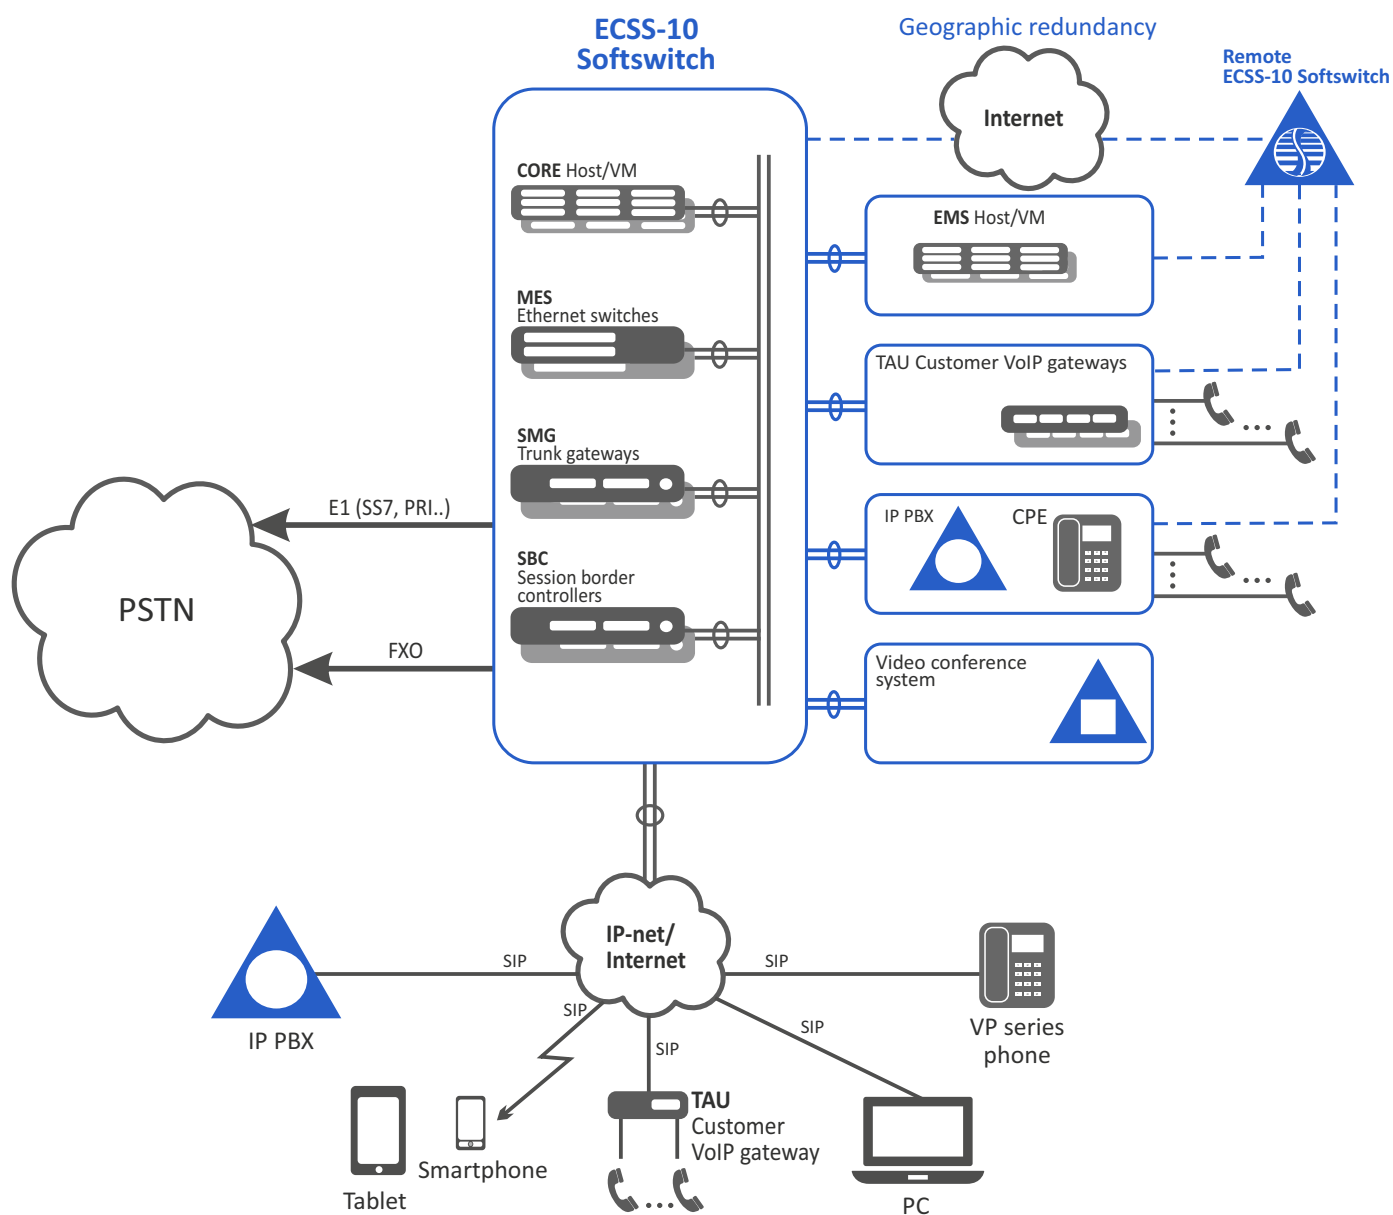 ECSS-10
Softswitch
Geographic redundancy
Remote
ECSS-10 Softswitch
Internet
CORE Host/VM
EMS Host/VM
MES
Ethernet switches
TAU Customer VoIP gateways
SMG
Trunk gateways
E1 (SS7, PRI..)
IP PBX
CPE
SBC
Session border
controllers
PSTN
FXO
Video conference
system
IP-net/
Internet
SIP
SIP
SIP
SIP
SIP
IP PBX
VP series
phone
TAU
Customer
VoIP gateway
Smartphone
Tablet
PC